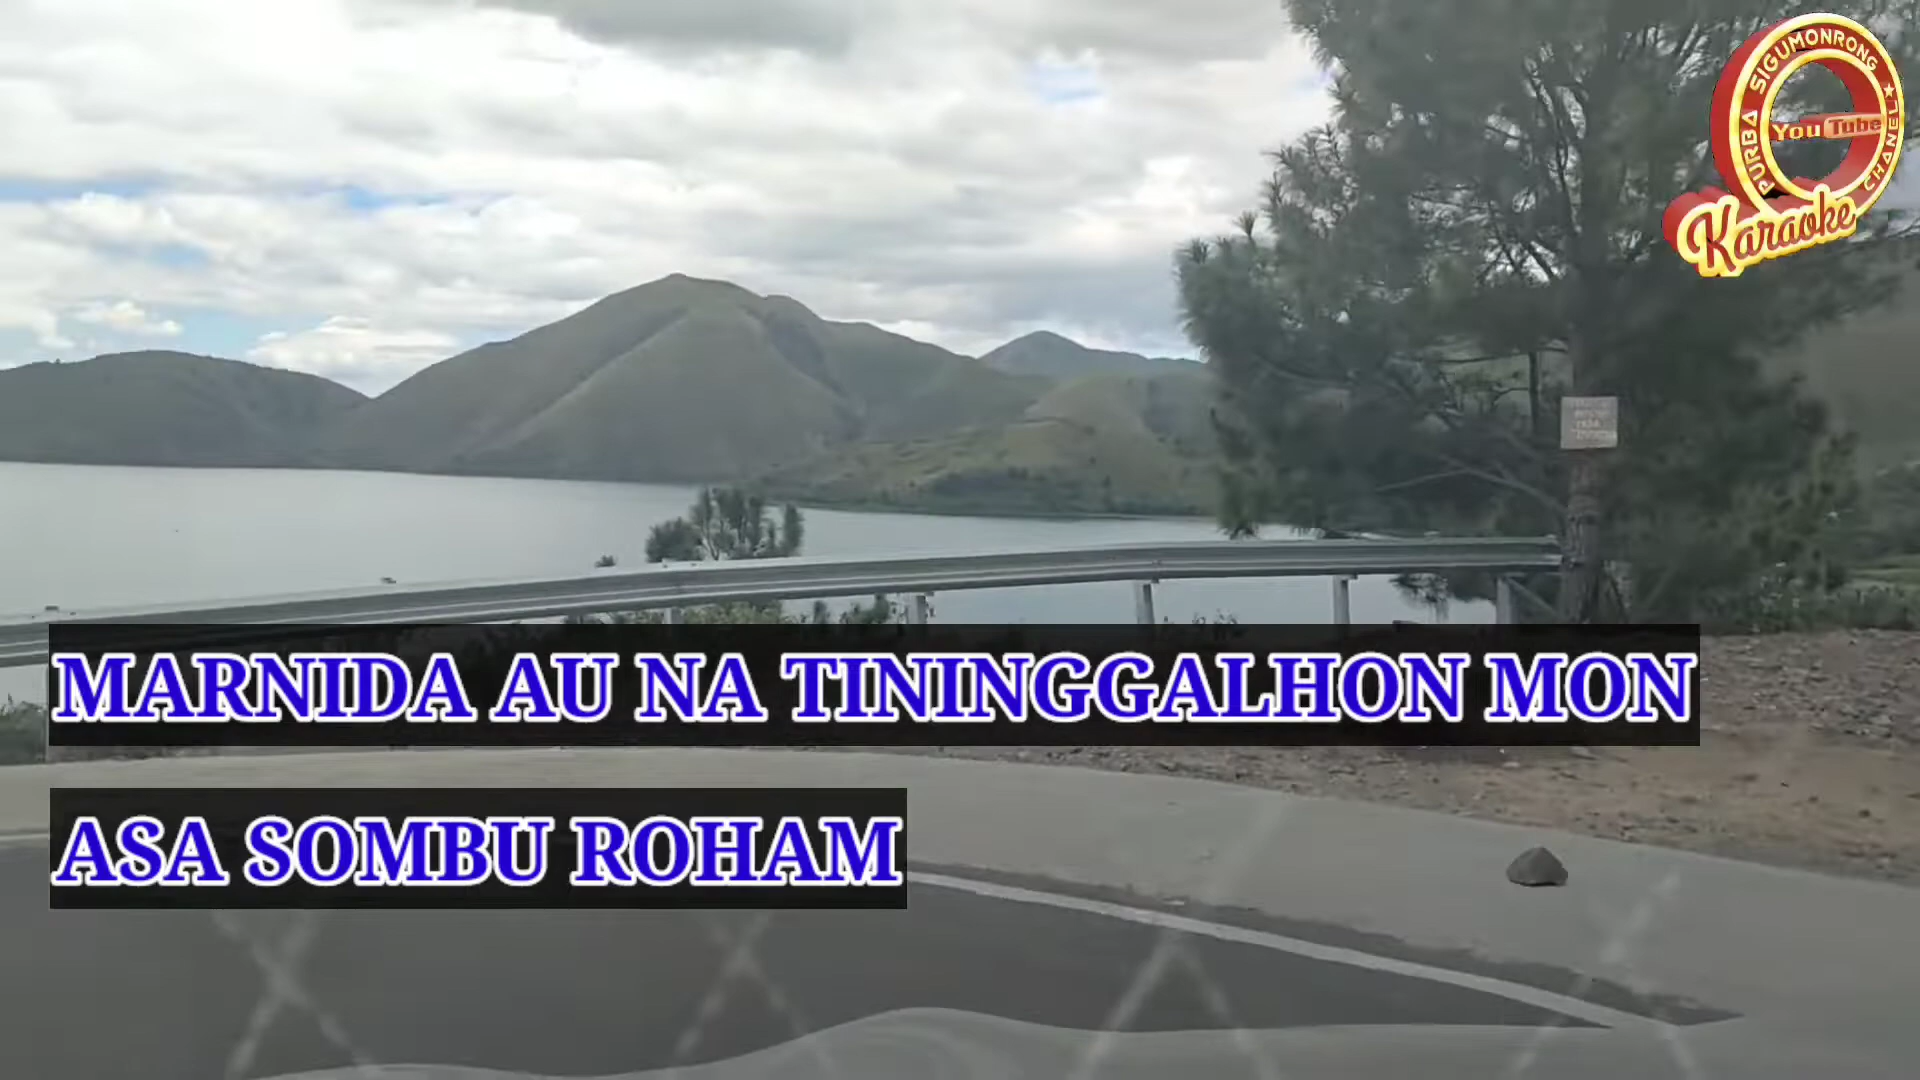 PURBA SIGUMONRONG ★ CHANEL
YouTube
Karaoke
MARNIDA AU NA TININGGALHON MON
ASA SOMBU ROHAM